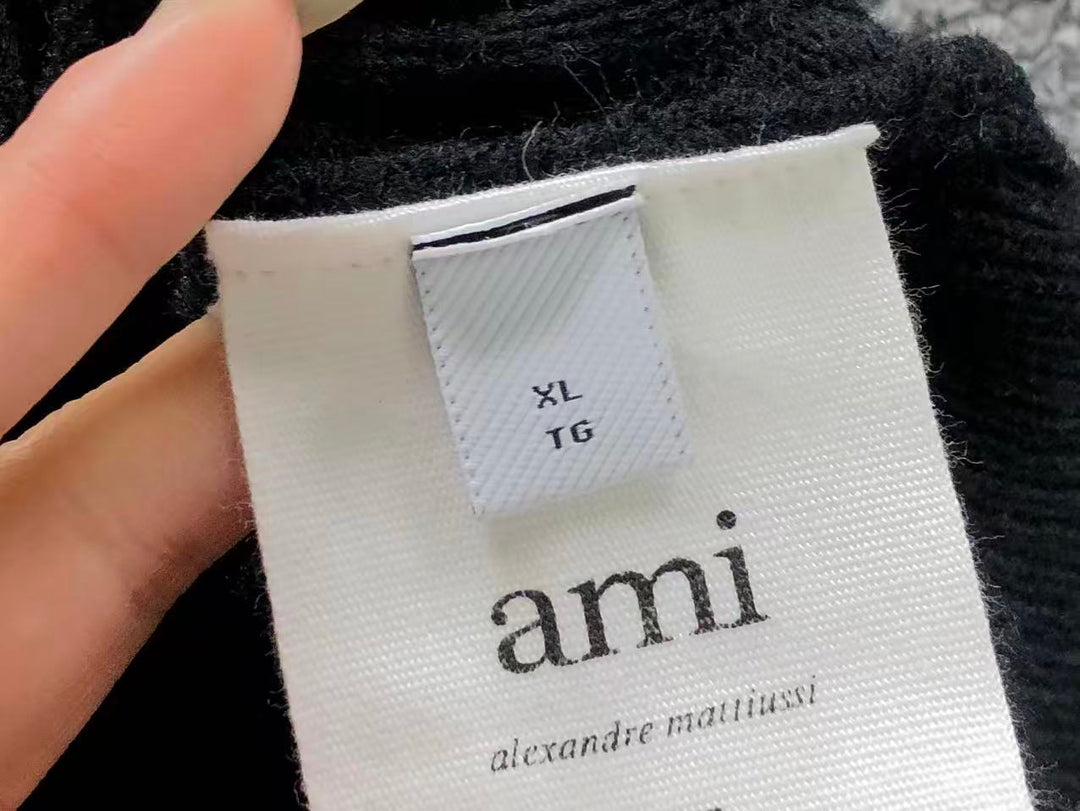 XL
TG
ami
alexandre mattiussi